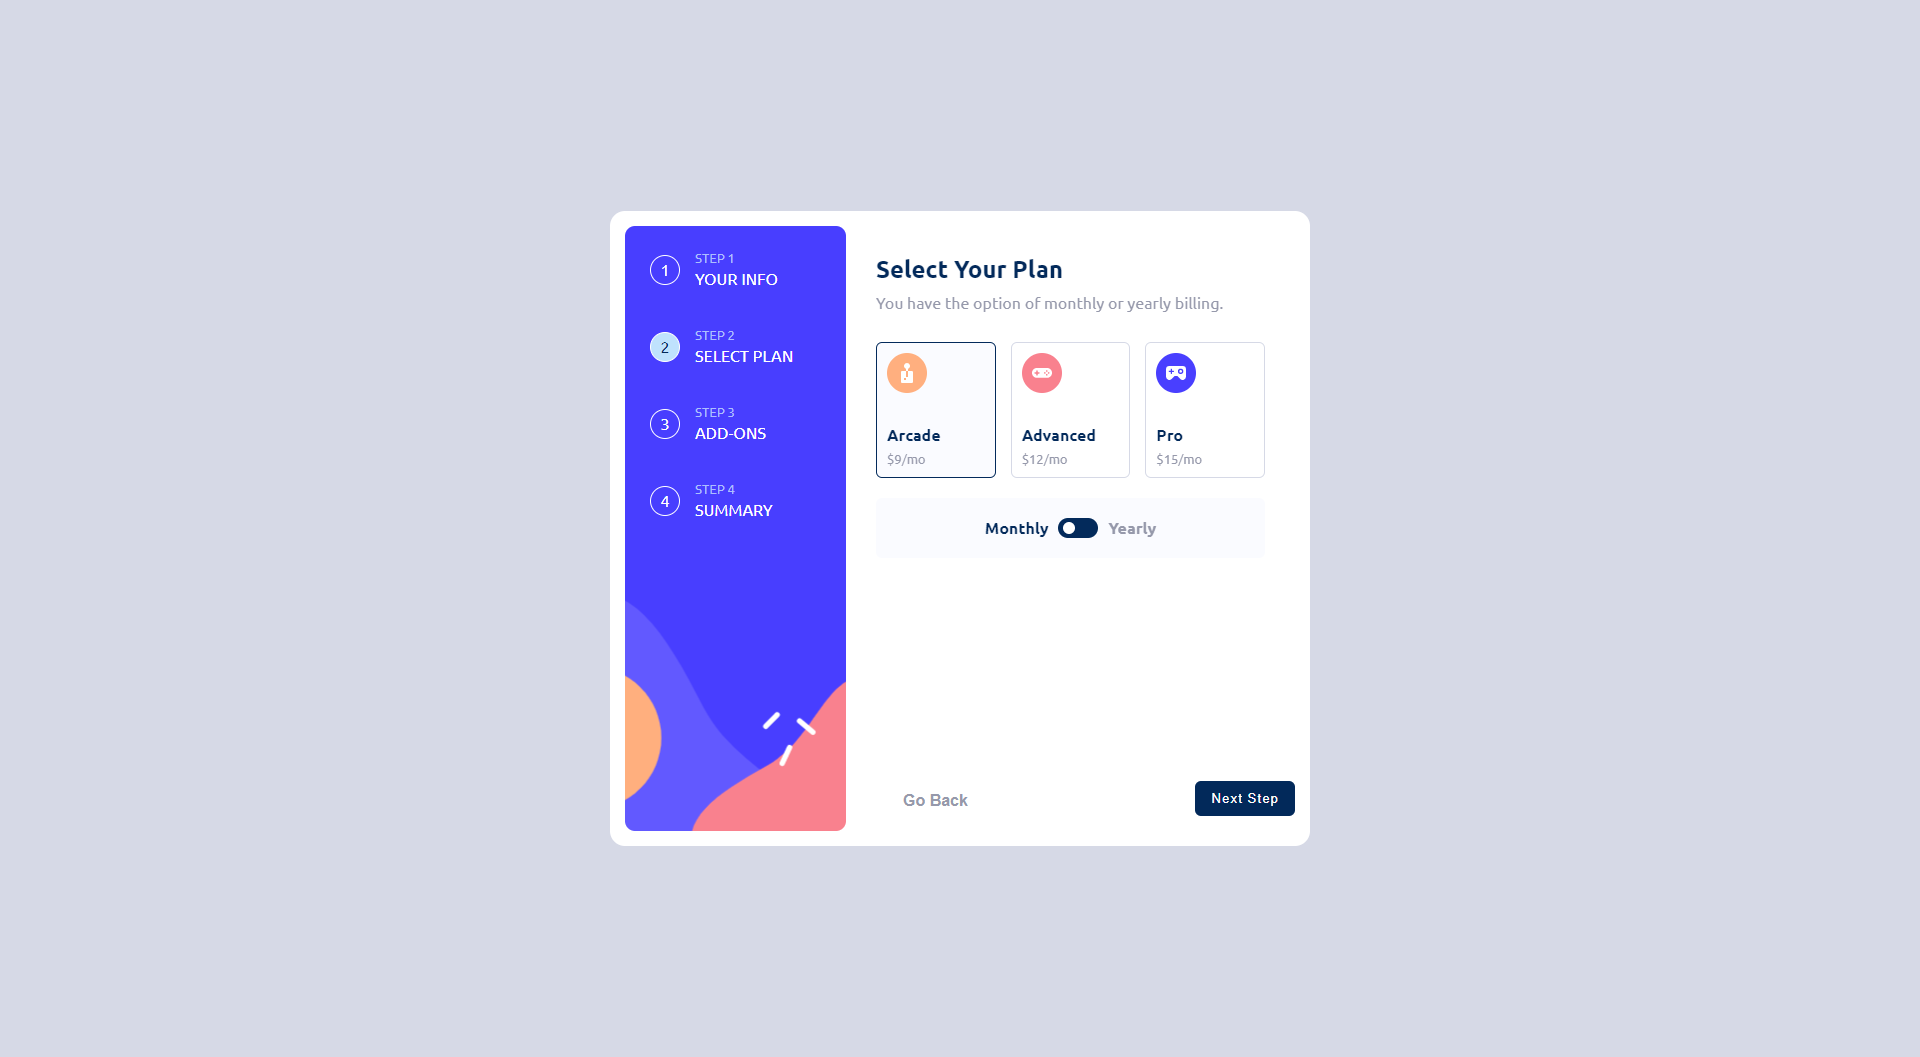 1
STEP 1
YOUR INFO
2
STEP 2
SELECT PLAN
3
STEP 3
ADD-ONS
4
STEP 4
SUMMARY
Select Your Plan
You have the option of monthly or yearly billing.
Arcade
$9/mo
Advanced
$12/mo
Pro
$15/mo
Monthly Yearly
Go Back
Next Step